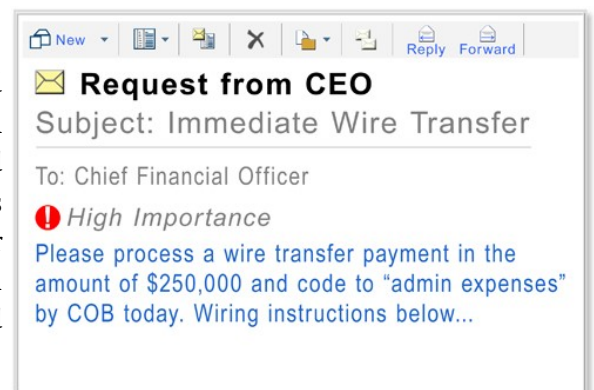 New
Reply Forward
Request from CEO
Subject: Immediate Wire Transfer
To: Chief Financial Officer
High Importance
Please process a wire transfer payment in the
amount of $250,000 and code to “admin expenses”
by COB today. Wiring instructions below...